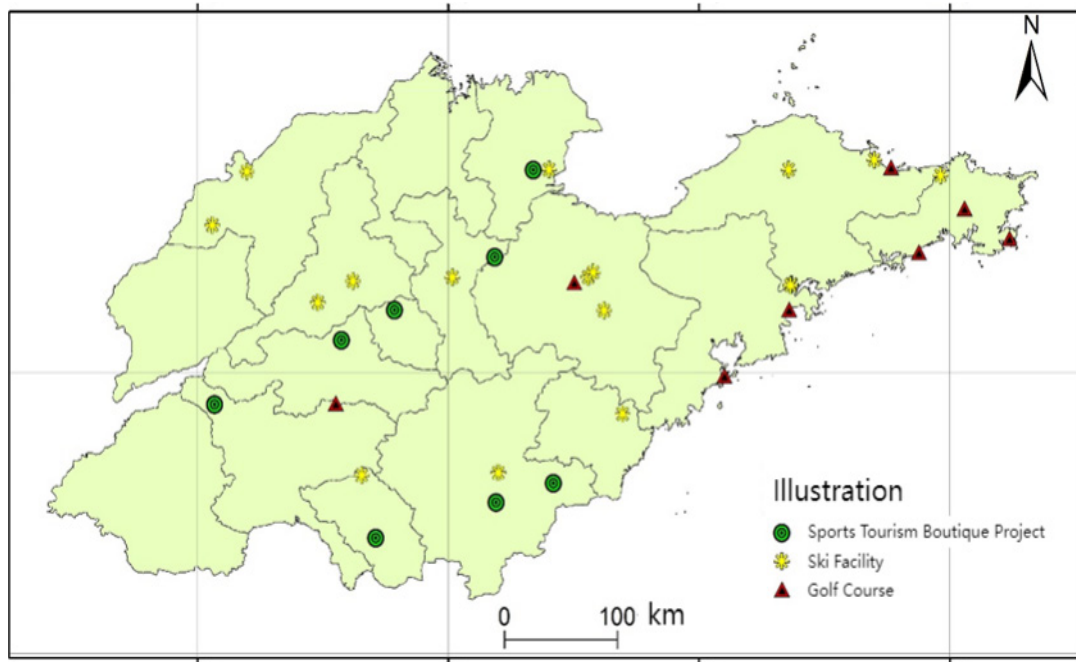 N
Illustration
Sports Tourism Boutique Project
Ski Facility
Golf Course
0 100 km